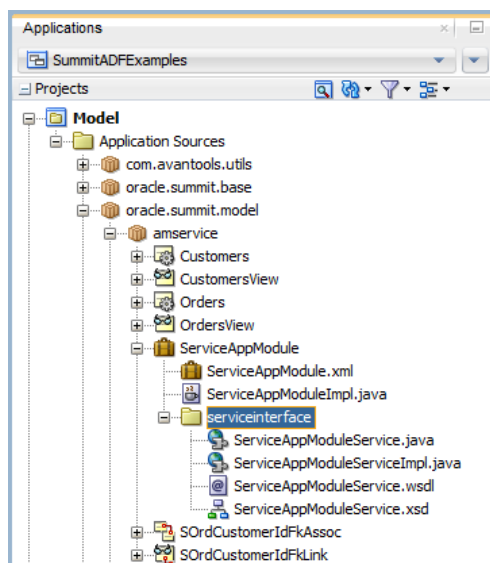 Applications
SummitADFExamples
Projects
Model
Application Sources
com.avantools.utils
oracle.summit.base
oracle.summit.model
amservice
Customers
CustomersView
Orders
OrdersView
ServiceAppModule
ServiceAppModule.xml
ServiceAppModuleImpl.java
serviceinterface
ServiceAppModuleService.java
ServiceAppModuleServiceImpl.java
ServiceAppModuleService.wsdl
ServiceAppModuleService.xsd
SOrdCustomerIdFkAssoc
SOrdCustomerIdFkLink